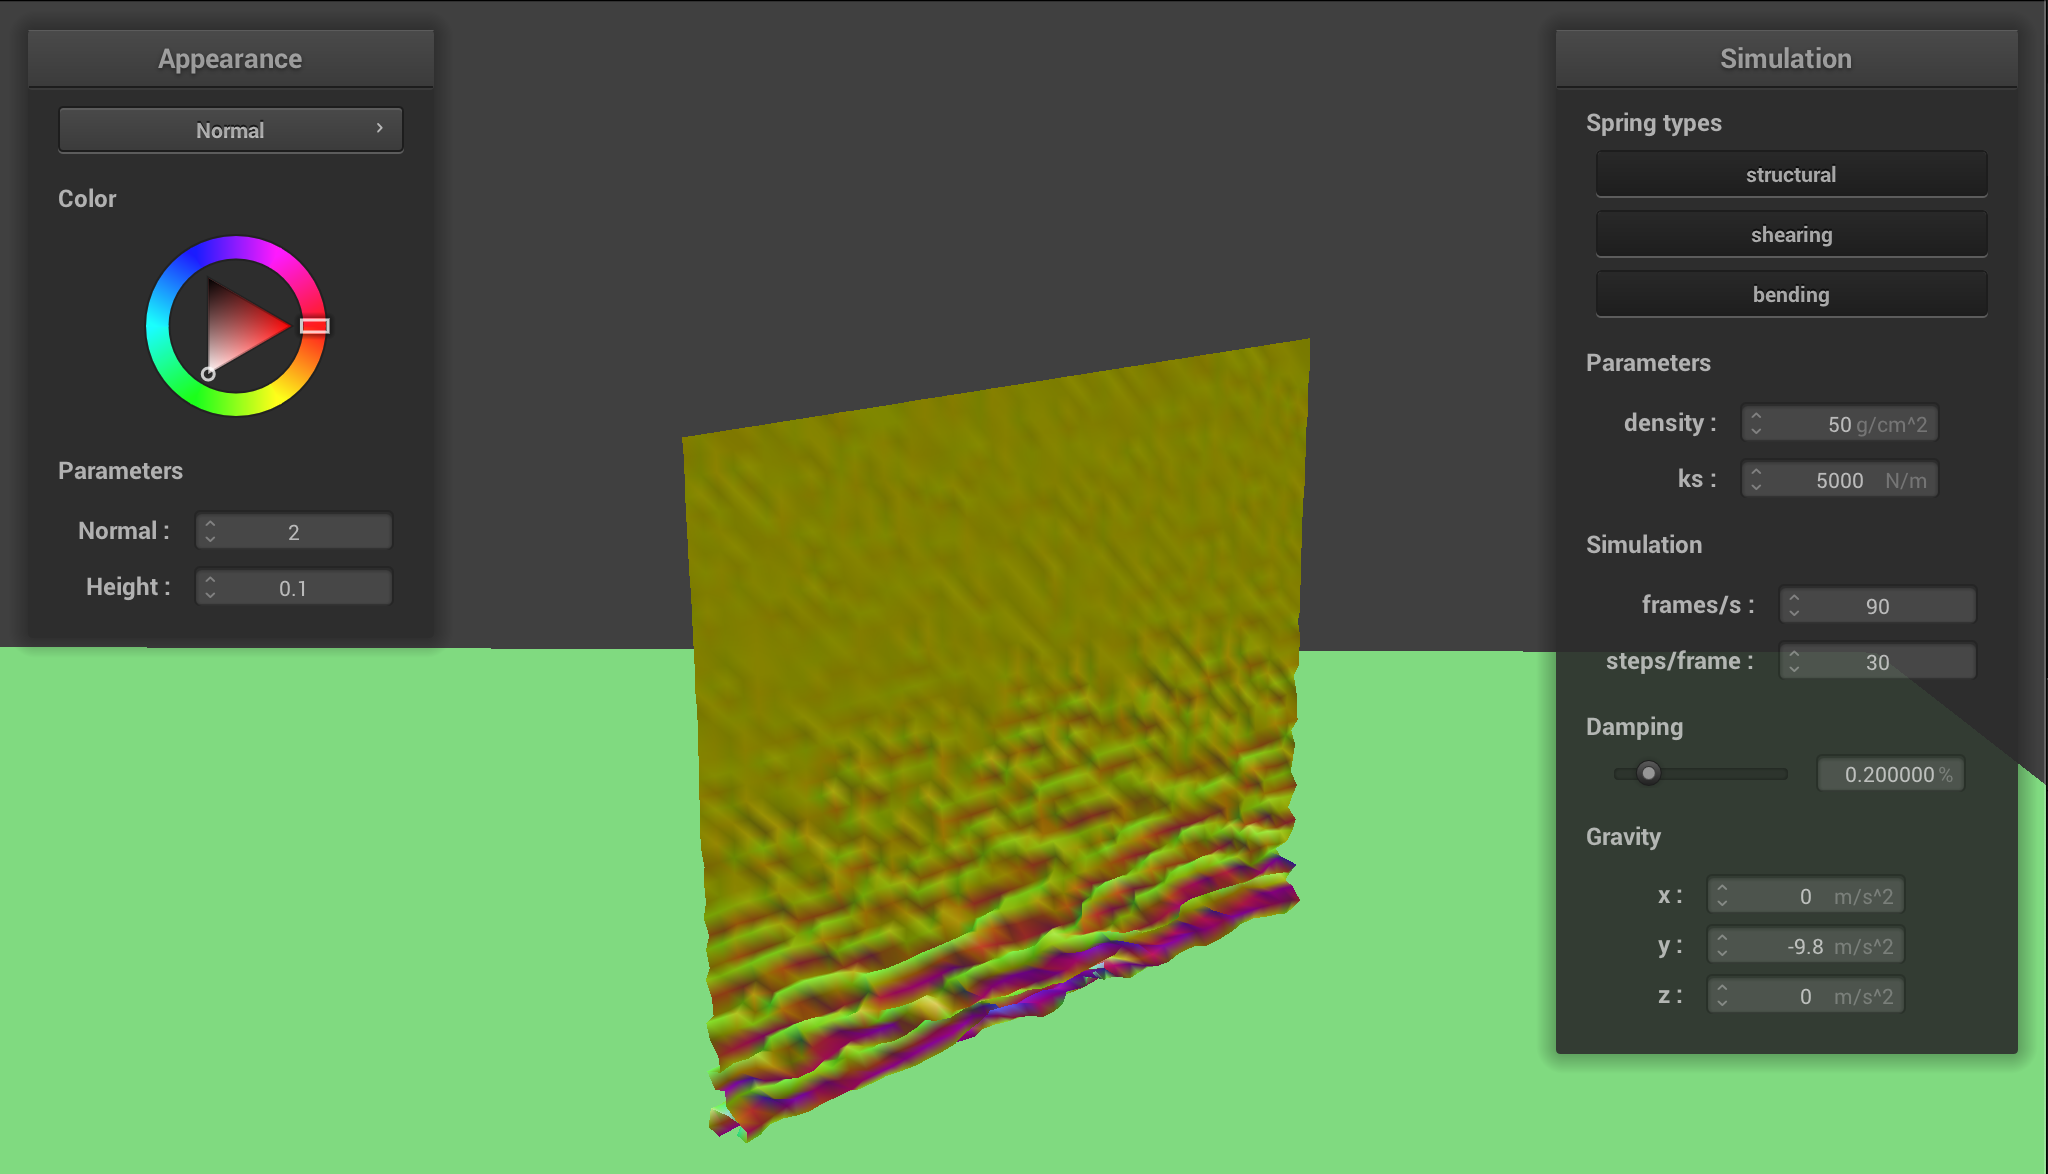 Appearance
Normal
Color
Parameters
Normal : 2
Height : 0.1
Simulation
Spring types
structural
shearing
bending
Parameters
density : 50 g/cm^2
ks : 5000 N/m
Simulation
frames/s : 90
steps/frame : 30
Damping
0.200000 %
Gravity
x : 0 m/s^2
y : -9.8 m/s^2
z : 0 m/s^2